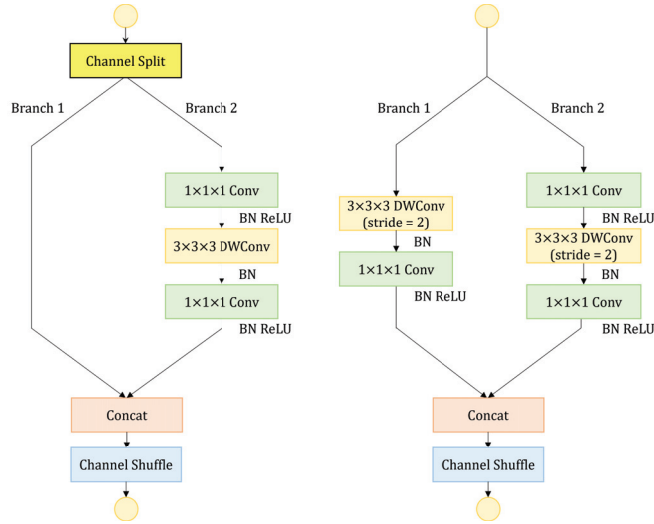 Channel Split
Branch 1
Branch 2
1×1×1 Conv
BN ReLU
3×3×3 DWConv
BN
1×1×1 Conv
BN ReLU
Concat
Channel Shuffle
Branch 1
Branch 2
3×3×3 DWConv
(stride = 2)
BN
1×1×1 Conv
BN ReLU
1×1×1 Conv
BN ReLU
3×3×3 DWConv
(stride = 2)
BN
1×1×1 Conv
BN ReLU
Concat
Channel Shuffle